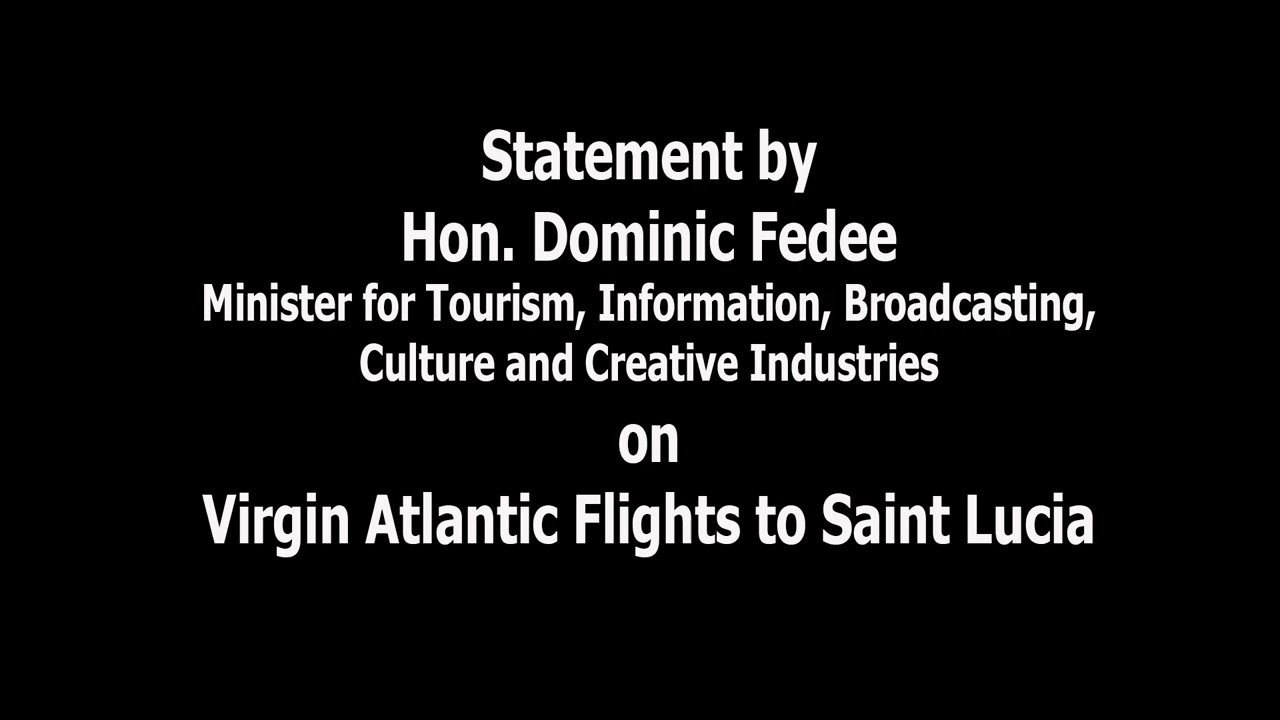 Statement by
Hon. Dominic Fedee
Minister for Tourism, Information, Broadcasting,
Culture and Creative Industries
on
Virgin Atlantic Flights to Saint Lucia